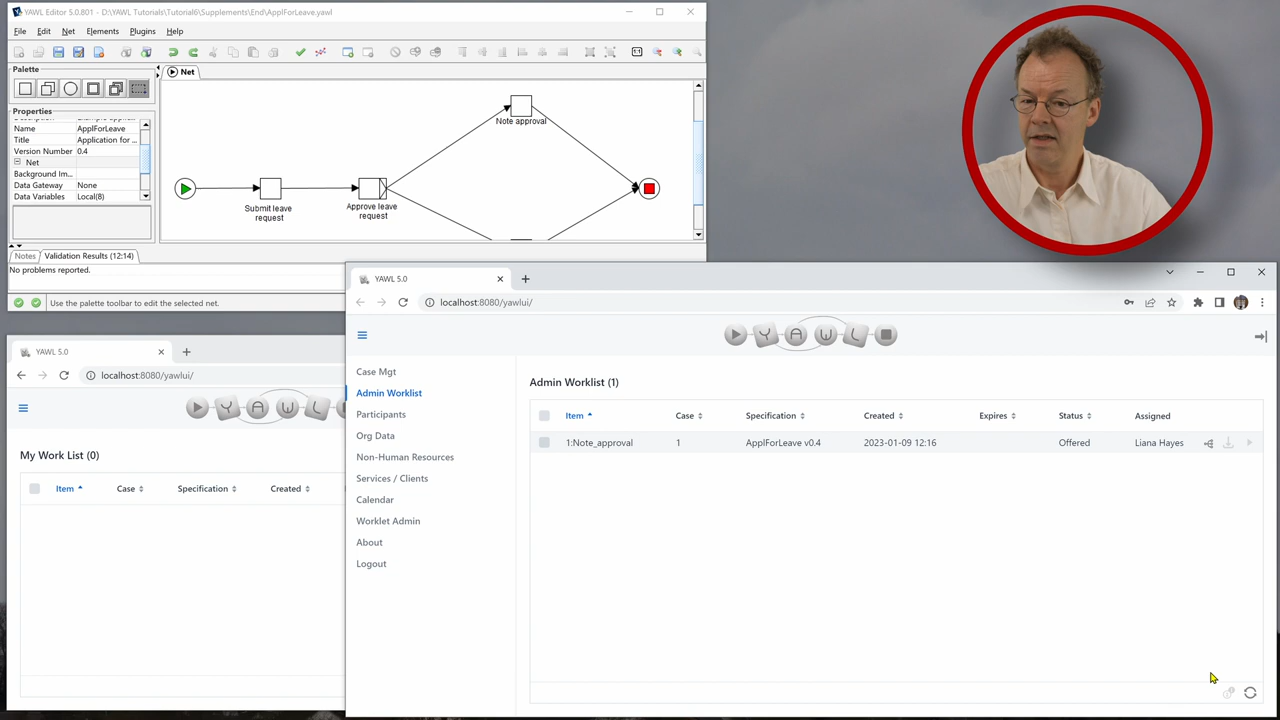 YAWL Editor 5.0.801 - D:\YAWL Tutorials\Tutorial6\Supplements\End\ApplForLeave.yawl
File Edit Net Elements Plugins Help
Palette
Net
Properties
Name ApplForLeave
Title Application for ...
Version Number 0.4
Net
Background Im...
Data Gateway None
Data Variables Local(8)
Note approval
Submit leave
request
Approve leave
request
Notes Validation Results (12:14)
No problems reported.
Use the palette toolbar to edit the selected net.
YAWL 5.0
localhost:8080/yawlui/
Y A W L
My Work List (0)
Item Case Specification Created
YAWL 5.0
localhost:8080/yawlui/
Y A W L
Case Mgt
Admin Worklist
Participants
Org Data
Non-Human Resources
Services / Clients
Calendar
Worklet Admin
About
Logout
Admin Worklist (1)
Item Case Specification Created Expires Status Assigned
1:Note_approval 1 ApplForLeave v0.4 2023-01-09 12:16 Offered Liana Hayes